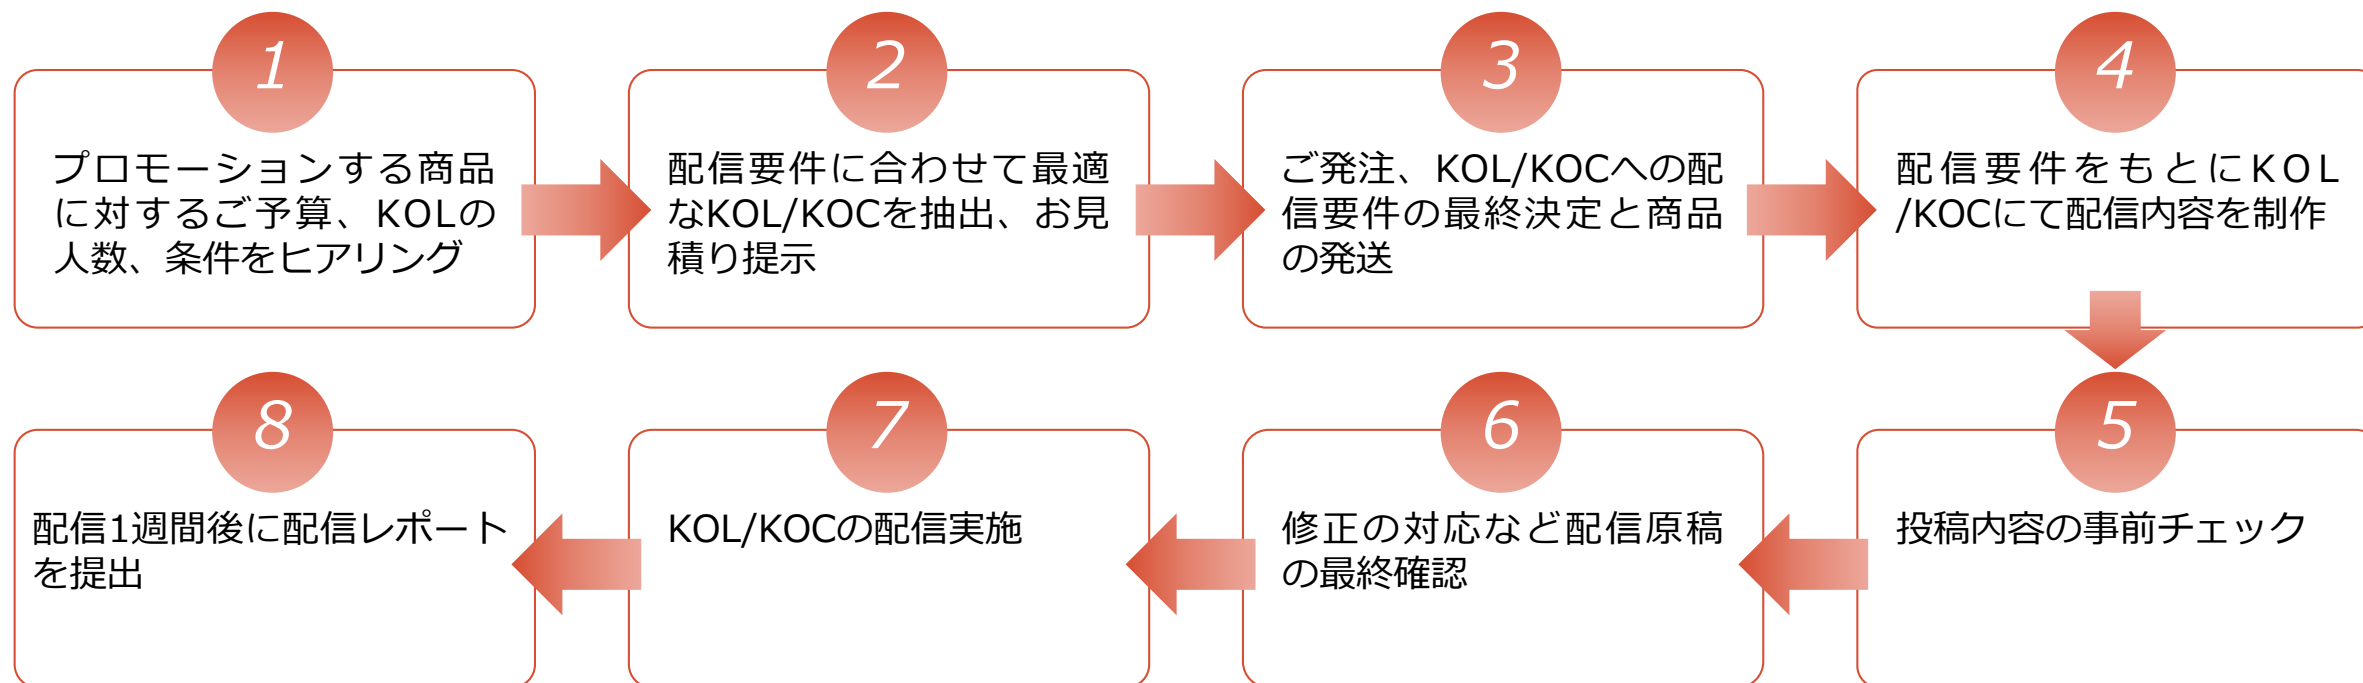 1
プロモーションする商品
に対するご予算、KOLの
人数、条件をヒアリング
2
配信要件に合わせて最適
なKOL/KOCを抽出、お見
積り提示
3
ご発注、KOL/KOCへの配
信要件の最終決定と商品
の発送
4
配信要件をもとにKOL
/KOCにて配信内容を制作
5
投稿内容の事前チェック
6
修正の対応など配信原稿
の最終確認
7
KOL/KOCの配信実施
8
配信1週間後に配信レポート
を提出